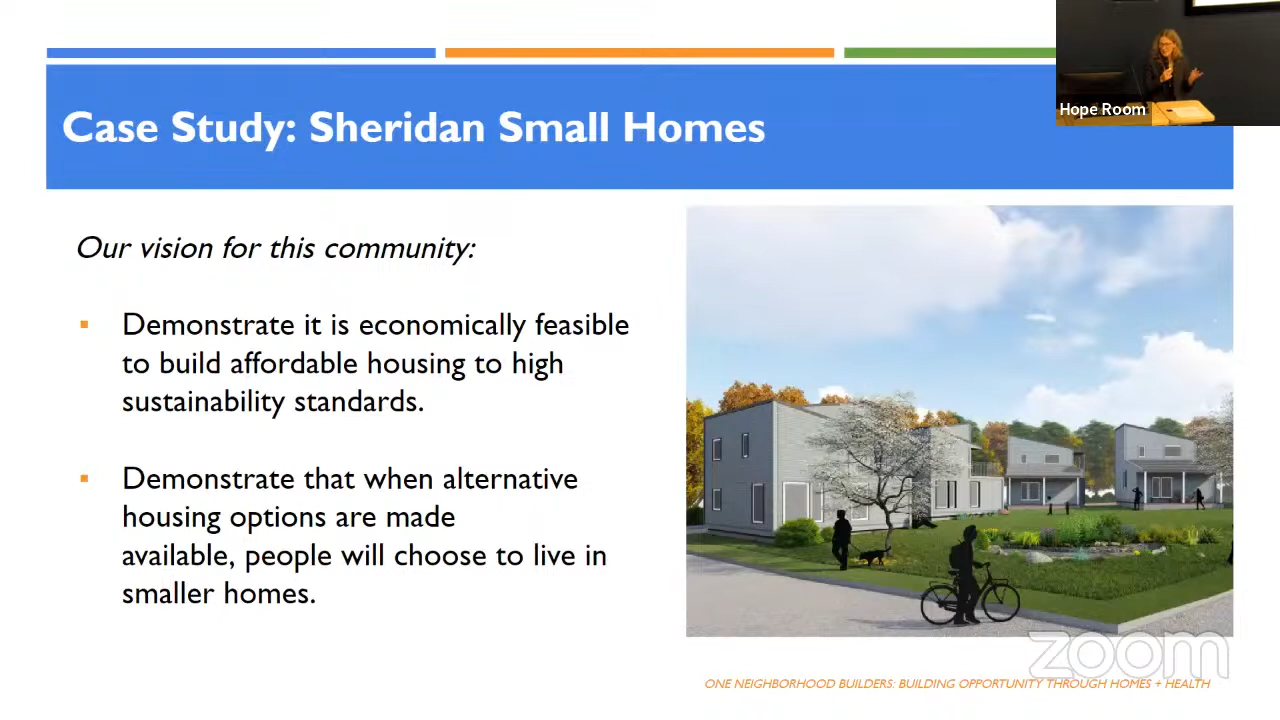 Hope Room
Case Study: Sheridan Small Homes
Our vision for this community:
▪ Demonstrate it is economically feasible
to build affordable housing to high
sustainability standards.
▪ Demonstrate that when alternative
housing options are made
available, people will choose to live in
smaller homes.
zoom
ONE NEIGHBORHOOD BUILDERS: BUILDING OPPORTUNITY THROUGH HOMES + HEALTH